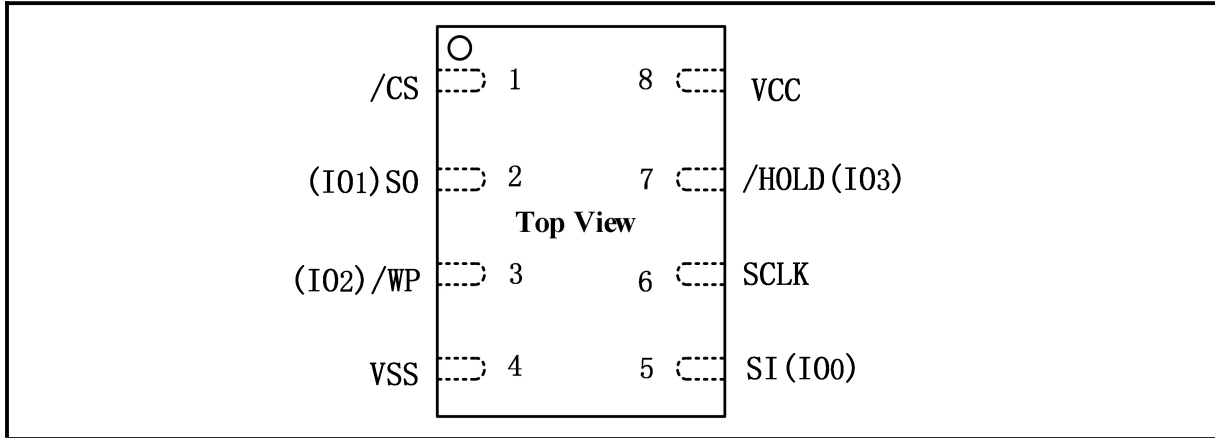 /CS 1 8 VCC
(IO1)SO 2 7 /HOLD(IO3)
Top View
(IO2)/WP 3 6 SCLK
VSS 4 5 SI(IO0)